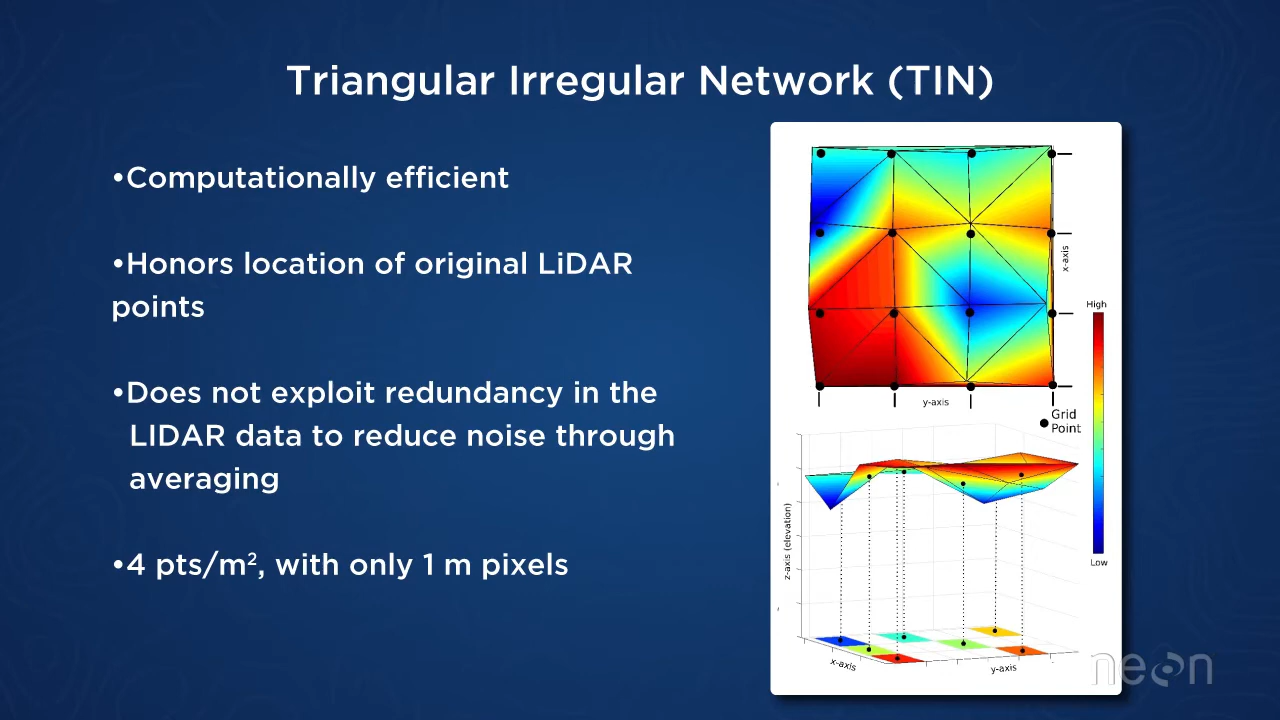 Triangular Irregular Network (TIN)
•Computationally efficient
•Honors location of original LiDAR
points
•Does not exploit redundancy in the
LIDAR data to reduce noise through
averaging
•4 pts/m², with only 1 m pixels
x-axis
y-axis
High
Low
Grid
Point
z-axis (elevation)
x-axis
y-axis
neon